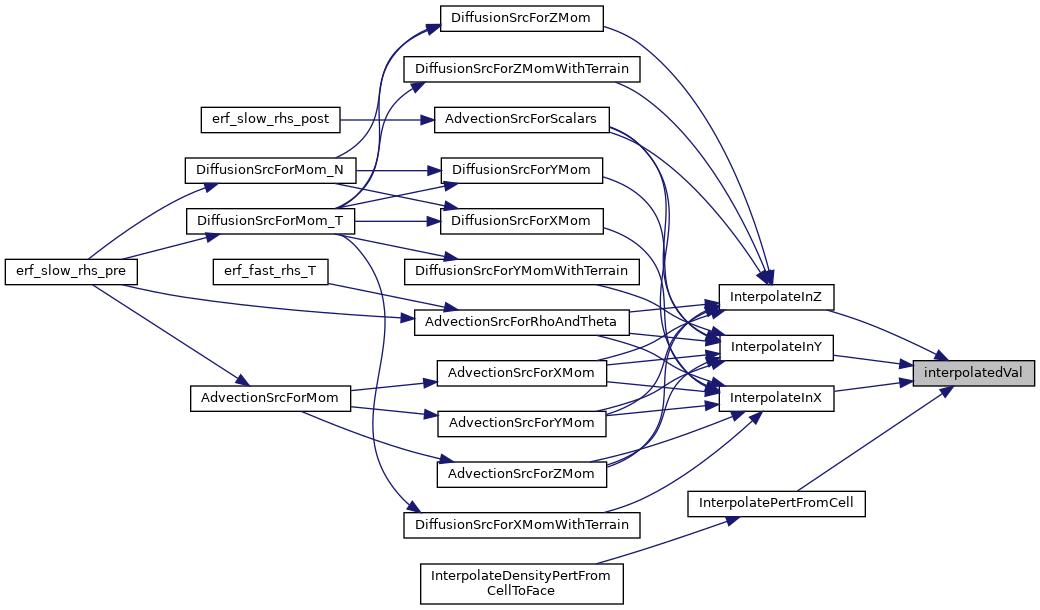 DiffusionSrcForZMom
DiffusionSrcForZMomWithTerrain
erf_slow_rhs_post
AdvectionSrcForScalars
DiffusionSrcForMom_N
DiffusionSrcForYMom
DiffusionSrcForMom_T
DiffusionSrcForXMom
erf_slow_rhs_pre
erf_fast_rhs_T
DiffusionSrcForYMomWithTerrain
InterpolateInZ
AdvectionSrcForRhoAndTheta
InterpolateInY
AdvectionSrcForXMom
interpolatedVal
AdvectionSrcForMom
InterpolateInX
AdvectionSrcForYMom
AdvectionSrcForZMom
InterpolatePertFromCell
DiffusionSrcForXMomWithTerrain
InterpolateDensityPertFrom
CellToFace